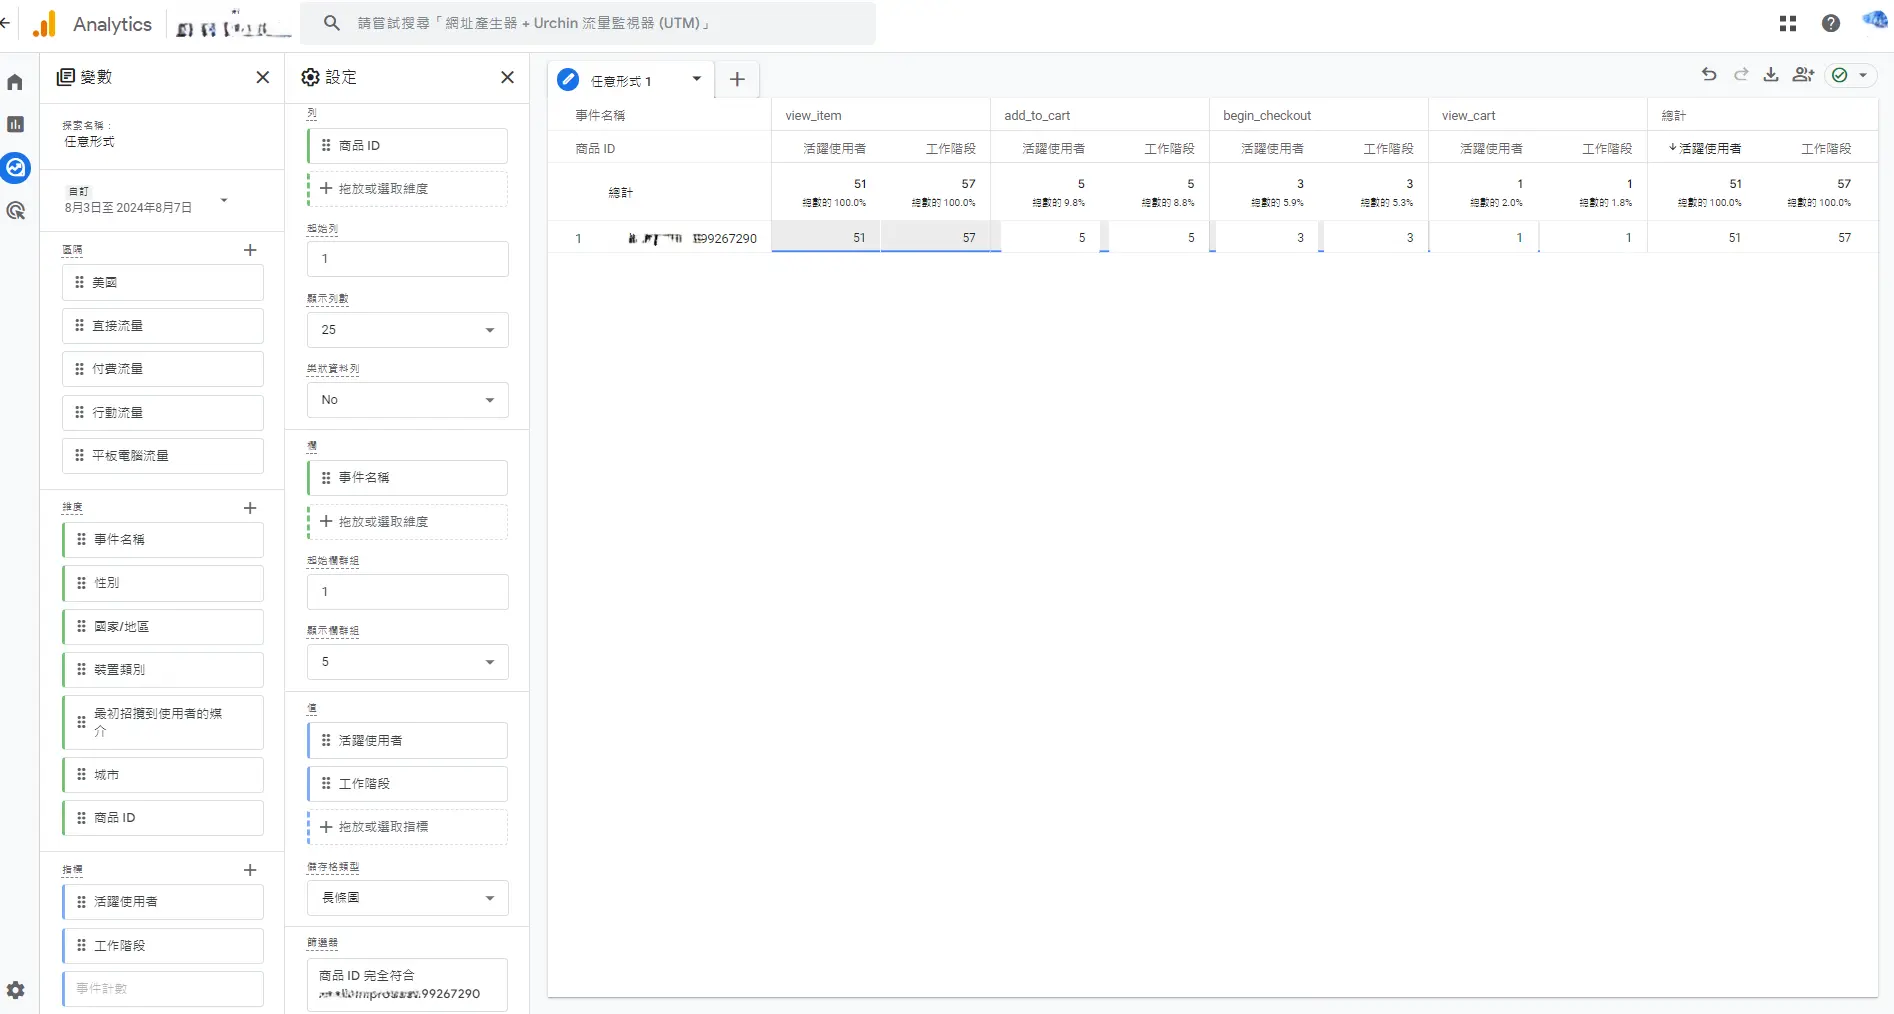 Analytics
請嘗試搜尋「網址產生器 + Urchin 流量監視器 (UTM)」
變數
探索名稱：
任意形式
自訂
8月3日至 2024年8月7日
區隔
美國
直接流量
付費流量
行動流量
平板電腦流量
維度
事件名稱
性別
國家/地區
裝置類別
最初招攬到使用者的媒
介
城市
商品 ID
指標
活躍使用者
工作階段
事件計數
設定
列
商品 ID
拖放或選取維度
起始列
1
顯示列數
25
巢狀資料列
No
欄
事件名稱
拖放或選取維度
起始欄群組
1
顯示欄群組
5
值
活躍使用者
工作階段
拖放或選取指標
儲存格類型
長條圖
篩選器
商品 ID 完全符合
.99267290
任意形式 1
事件名稱 view_item add_to_cart begin_checkout view_cart 總計
商品 ID 活躍使用者 工作階段 活躍使用者 工作階段 活躍使用者 工作階段 活躍使用者 工作階段 ↓活躍使用者 工作階段
總計 51 57 5 5 3 3 1 1 51 57
總數的 100.0% 總數的 100.0% 總數的 9.8% 總數的 8.8% 總數的 5.9% 總數的 5.3% 總數的 2.0% 總數的 1.8% 總數的 100.0% 總數的 100.0%
1 99267290 51 57 5 5 3 3 1 1 51 57